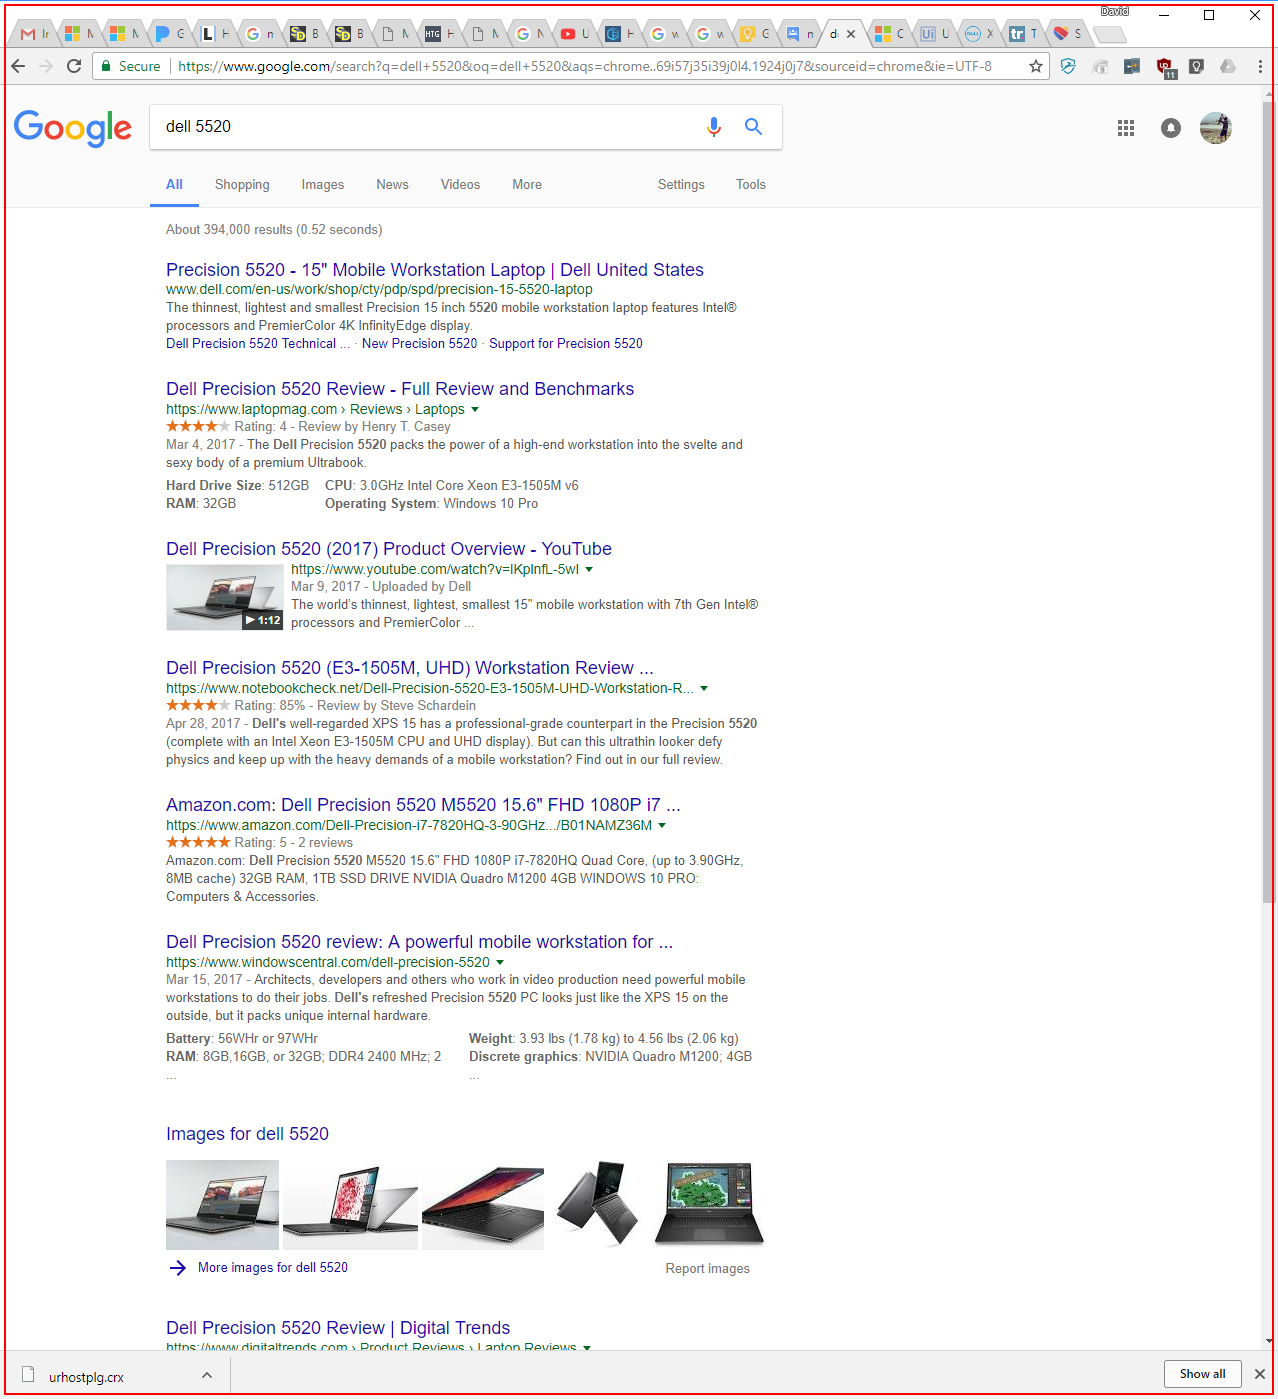 David
Secure | https://www.google.com/search?q=dell+5520&oq=dell+5520&aqs=chrome..69i57j35i39j0l4.1924j0j7&sourceid=chrome&ie=UTF-8
11
Google
dell 5520
All Shopping Images News Videos More Settings Tools
About 394,000 results (0.52 seconds)
Precision 5520 - 15" Mobile Workstation Laptop | Dell United States
www.dell.com/en-us/work/shop/cty/pdp/spd/precision-15-5520-laptop
The thinnest, lightest and smallest Precision 15 inch 5520 mobile workstation laptop features Intel®
processors and PremierColor 4K InfinityEdge display.
Dell Precision 5520 Technical ... · New Precision 5520 · Support for Precision 5520
Dell Precision 5520 Review - Full Review and Benchmarks
https://www.laptopmag.com › Reviews › Laptops
Rating: 4 - Review by Henry T. Casey
Mar 4, 2017 - The Dell Precision 5520 packs the power of a high-end workstation into the svelte and
sexy body of a premium Ultrabook.
Hard Drive Size: 512GB CPU: 3.0GHz Intel Core Xeon E3-1505M v6
RAM: 32GB Operating System: Windows 10 Pro
Dell Precision 5520 (2017) Product Overview - YouTube
https://www.youtube.com/watch?v=IKpInfL-5wI
Mar 9, 2017 - Uploaded by Dell
The world's thinnest, lightest, smallest 15" mobile workstation with 7th Gen Intel®
processors and PremierColor ...
1:12
Dell Precision 5520 (E3-1505M, UHD) Workstation Review ...
https://www.notebookcheck.net/Dell-Precision-5520-E3-1505M-UHD-Workstation-R...
Rating: 85% - Review by Steve Schardein
Apr 28, 2017 - Dell's well-regarded XPS 15 has a professional-grade counterpart in the Precision 5520
(complete with an Intel Xeon E3-1505M CPU and UHD display). But can this ultrathin looker defy
physics and keep up with the heavy demands of a mobile workstation? Find out in our full review.
Amazon.com: Dell Precision 5520 M5520 15.6" FHD 1080P i7 ...
https://www.amazon.com/Dell-Precision-i7-7820HQ-3-90GHz.../B01NAMZ36M
Rating: 5 - 2 reviews
Amazon.com: Dell Precision 5520 M5520 15.6" FHD 1080P i7-7820HQ Quad Core, (up to 3.90GHz,
8MB cache) 32GB RAM, 1TB SSD DRIVE NVIDIA Quadro M1200 4GB WINDOWS 10 PRO:
Computers & Accessories.
Dell Precision 5520 review: A powerful mobile workstation for ...
https://www.windowscentral.com/dell-precision-5520
Mar 15, 2017 - Architects, developers and others who work in video production need powerful mobile
workstations to do their jobs. Dell's refreshed Precision 5520 PC looks just like the XPS 15 on the
outside, but it packs unique internal hardware.
Battery: 56WHr or 97WHr Weight: 3.93 lbs (1.78 kg) to 4.56 lbs (2.06 kg)
RAM: 8GB,16GB, or 32GB; DDR4 2400 MHz; 2 Discrete graphics: NVIDIA Quadro M1200; 4GB
... ...
Images for dell 5520
More images for dell 5520 Report images
Dell Precision 5520 Review | Digital Trends
https://www.digitaltrends.com › Product Reviews › Laptop Reviews
urhostplg.crx Show all